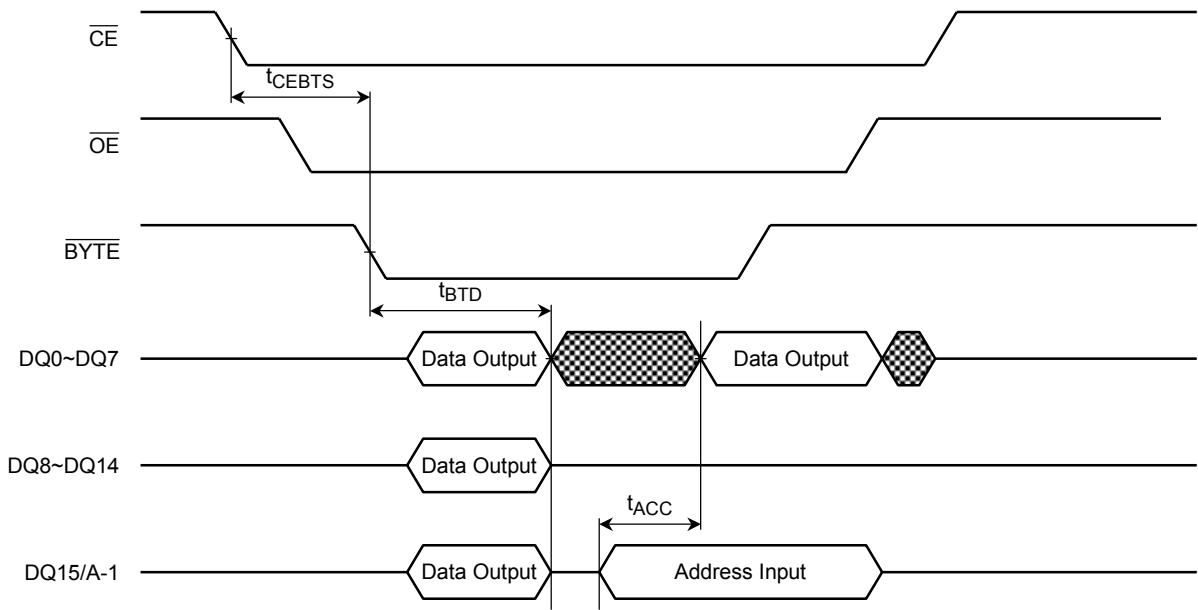 CE
tCEBTS
OE
BYTE
tBTD
DQ0~DQ7 Data Output Data Output
DQ8~DQ14 Data Output
tACC
DQ15/A-1 Data Output Address Input